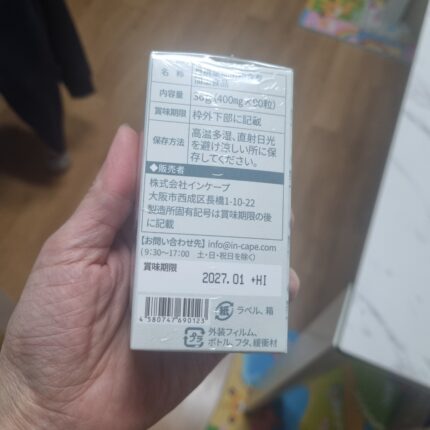 名 称
内容量 36g(400mg×90粒)
賞味期限 枠外下部に記載
保存方法 高温多湿、直射日光
を避け涼しい所に保
存してください。
◆販売者
株式会社インケープ
大阪市西成区長橋1-10-22
製造所固有記号は賞味期限の後
に記載
【お問い合わせ先】info@in-cape.com
(9:30〜17:00 土・日・祝日を除く)
賞味期限
2027.01 +HI
4580747690123
紙 ラベル、箱
プラ 外装フィルム、
ボトル、フタ、緩衝材